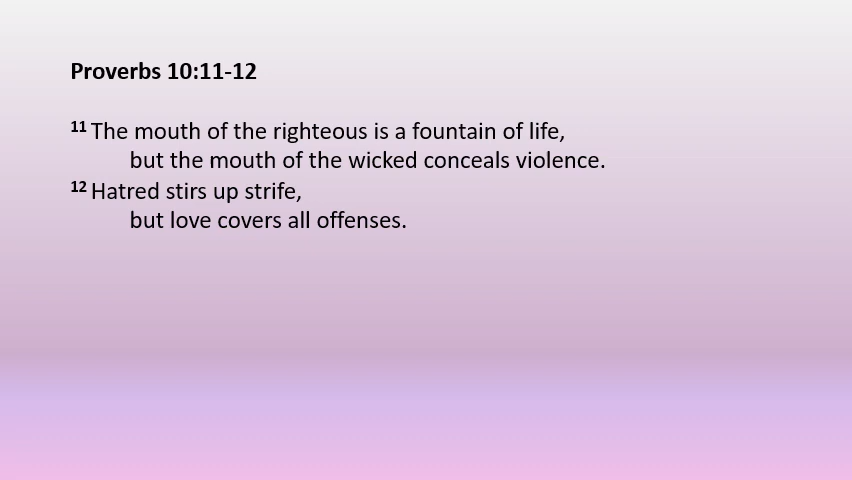 Proverbs 10:11-12
11 The mouth of the righteous is a fountain of life,
but the mouth of the wicked conceals violence.
12 Hatred stirs up strife,
but love covers all offenses.